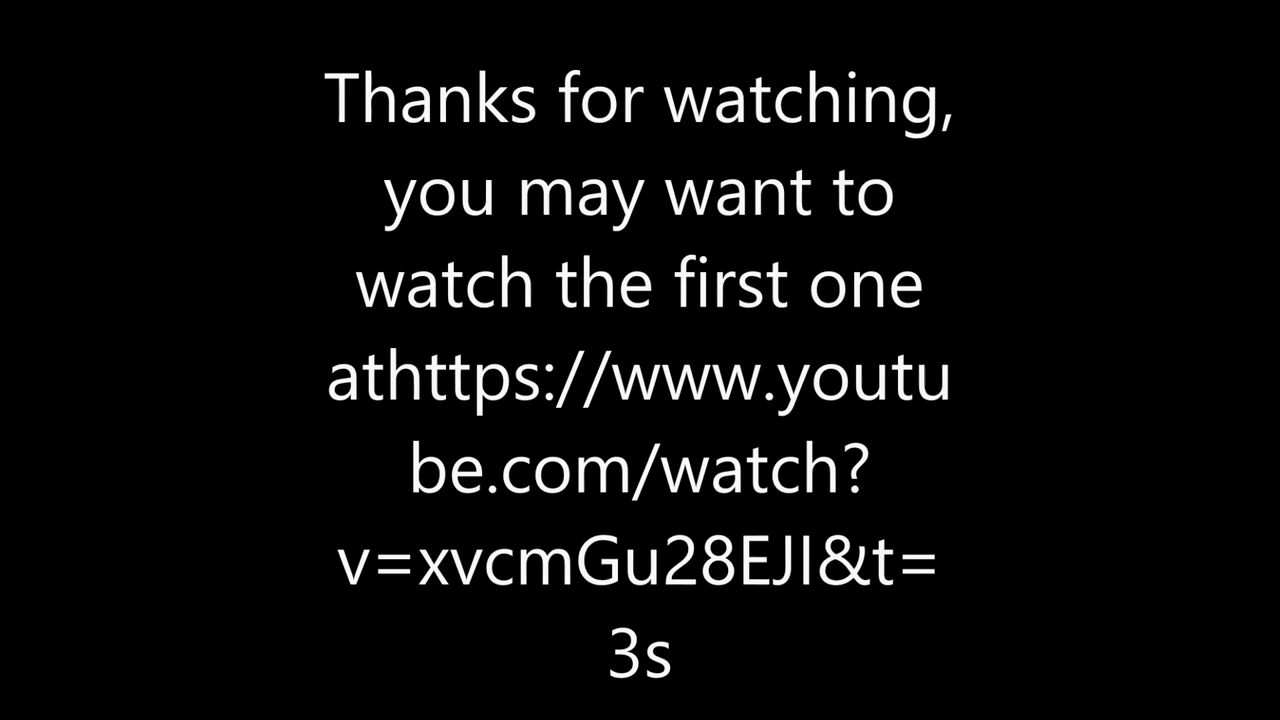 Thanks for watching,
you may want to
watch the first one
athttps://www.youtu
be.com/watch?
v=xvcmGu28EJI&t=
3s